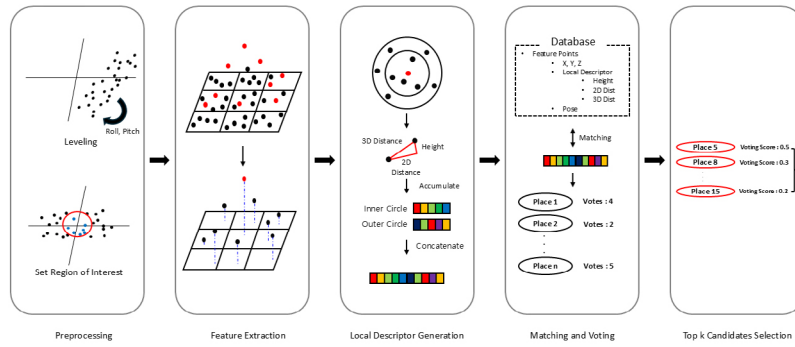 Leveling
Roll, Pitch
Set Region of Interest
Preprocessing
Feature Extraction
3D Distance
Height
2D
Distance
Accumulate
Inner Circle
Outer Circle
Concatenate
Local Descriptor Generation
Database
• Feature Points
• X, Y, Z
• Local Descriptor
• Height
• 2D Dist
• 3D Dist
• Pose
Matching
Place 1 Votes : 4
Place 2 Votes : 2
Place n Votes : 5
Matching and Voting
Place 5 Voting Score : 0.5
Place 8 Voting Score : 0.3
Place 15 Voting Score : 0.2
Top k Candidates Selection